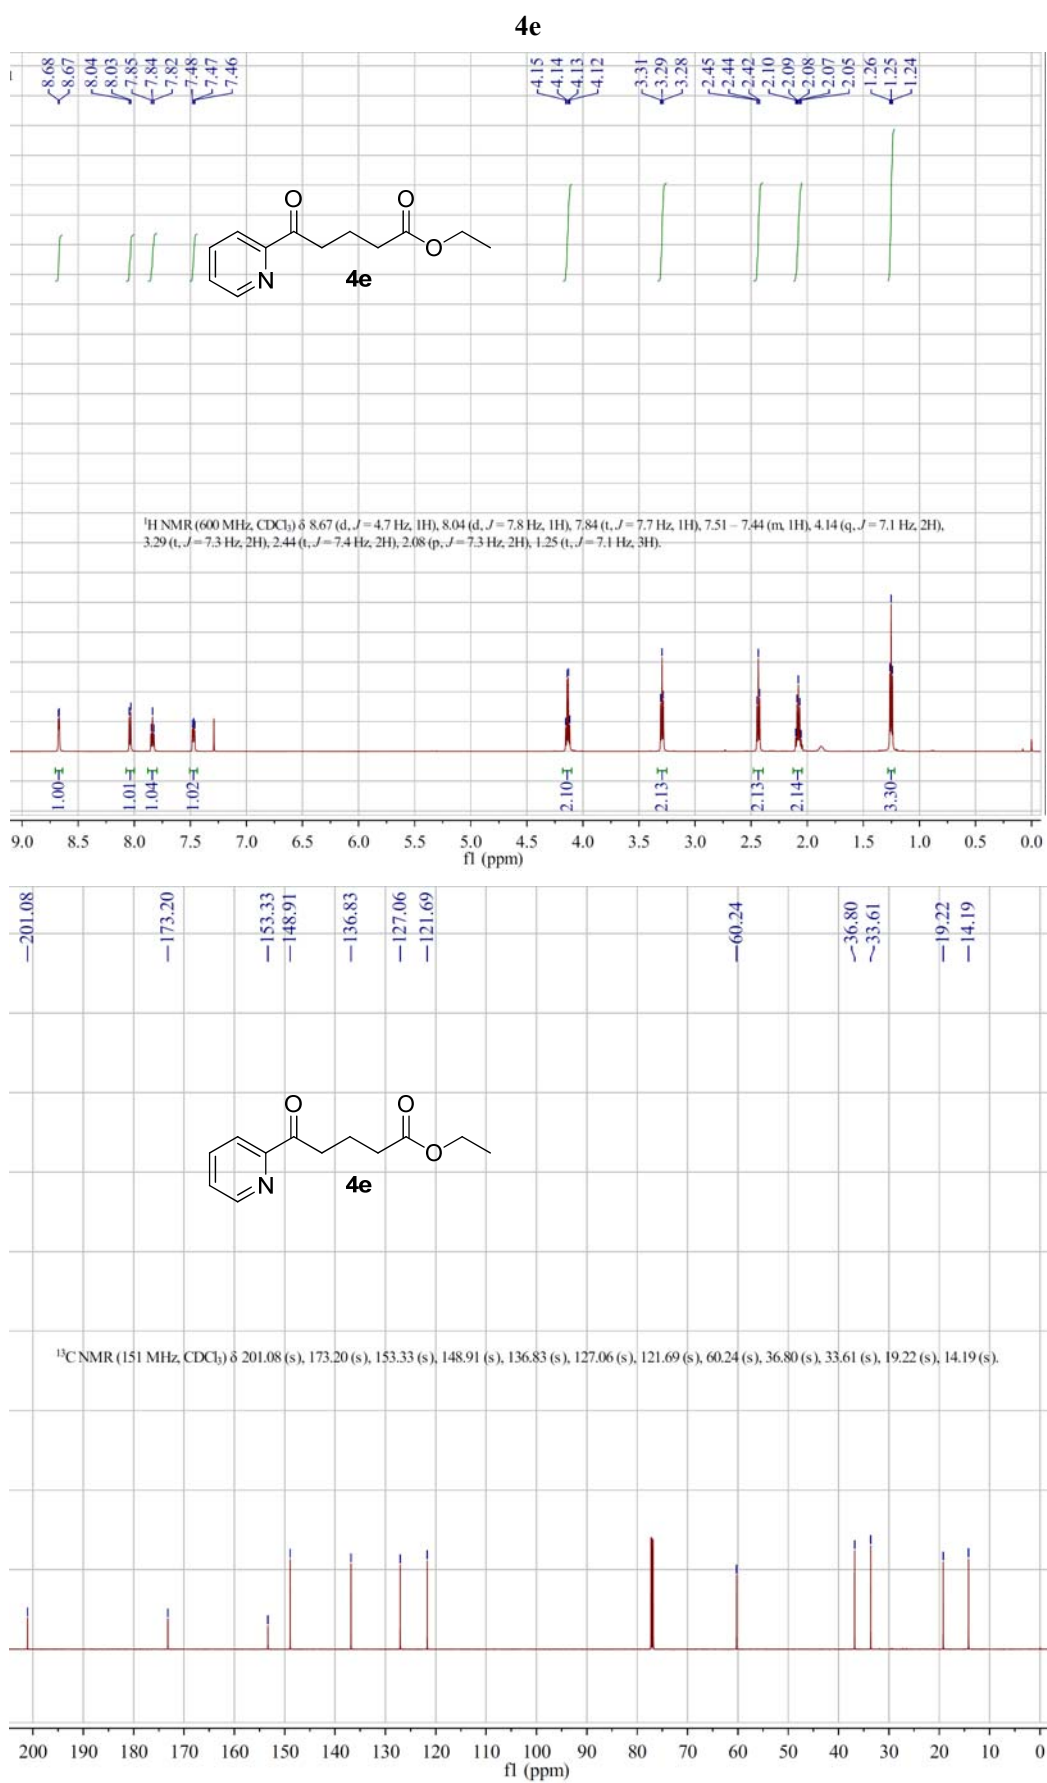 4e
8.68
8.67
8.04
8.03
7.85
7.84
7.82
7.48
7.47
7.46
4.15
4.14
4.13
4.12
3.31
3.29
3.28
2.45
2.44
2.42
2.10
2.09
2.08
2.07
2.05
1.26
1.25
1.24
O
O
O
N
4e
¹H NMR (600 MHz, CDCl₃) δ 8.67 (d, J = 4.7 Hz, 1H), 8.04 (d, J = 7.8 Hz, 1H), 7.84 (t, J = 7.7 Hz, 1H), 7.51 – 7.44 (m, 1H), 4.14 (q, J = 7.1 Hz, 2H),
3.29 (t, J = 7.3 Hz, 2H), 2.44 (t, J = 7.4 Hz, 2H), 2.08 (p, J = 7.3 Hz, 2H), 1.25 (t, J = 7.1 Hz, 3H).
1.00
1.01
1.04
1.02
2.10
2.13
2.13
2.14
3.30
9.0 8.5 8.0 7.5 7.0 6.5 6.0 5.5 5.0 4.5 4.0 3.5 3.0 2.5 2.0 1.5 1.0 0.5 0.0
f1 (ppm)
201.08
173.20
153.33
148.91
136.83
127.06
121.69
60.24
36.80
33.61
19.22
14.19
O
O
O
N
4e
¹³C NMR (151 MHz, CDCl₃) δ 201.08 (s), 173.20 (s), 153.33 (s), 148.91 (s), 136.83 (s), 127.06 (s), 121.69 (s), 60.24 (s), 36.80 (s), 33.61 (s), 19.22 (s), 14.19 (s).
200 190 180 170 160 150 140 130 120 110 100 90 80 70 60 50 40 30 20 10 0
f1 (ppm)